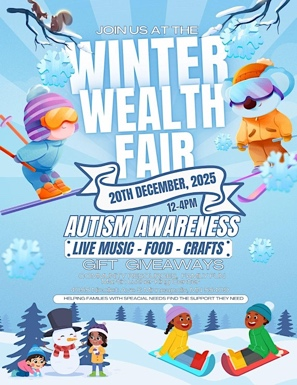 JOIN US AT THE
WINTER
WEALTH
FAIR
20TH DECEMBER, 2025
12-4PM
AUTISM AWARENESS
LIVE MUSIC - FOOD - CRAFTS
GIFT GIVEAWAYS
HELPING FAMILIES WITH SPEACIAL NEEDS FIND THE SUPPORT THEY NEED